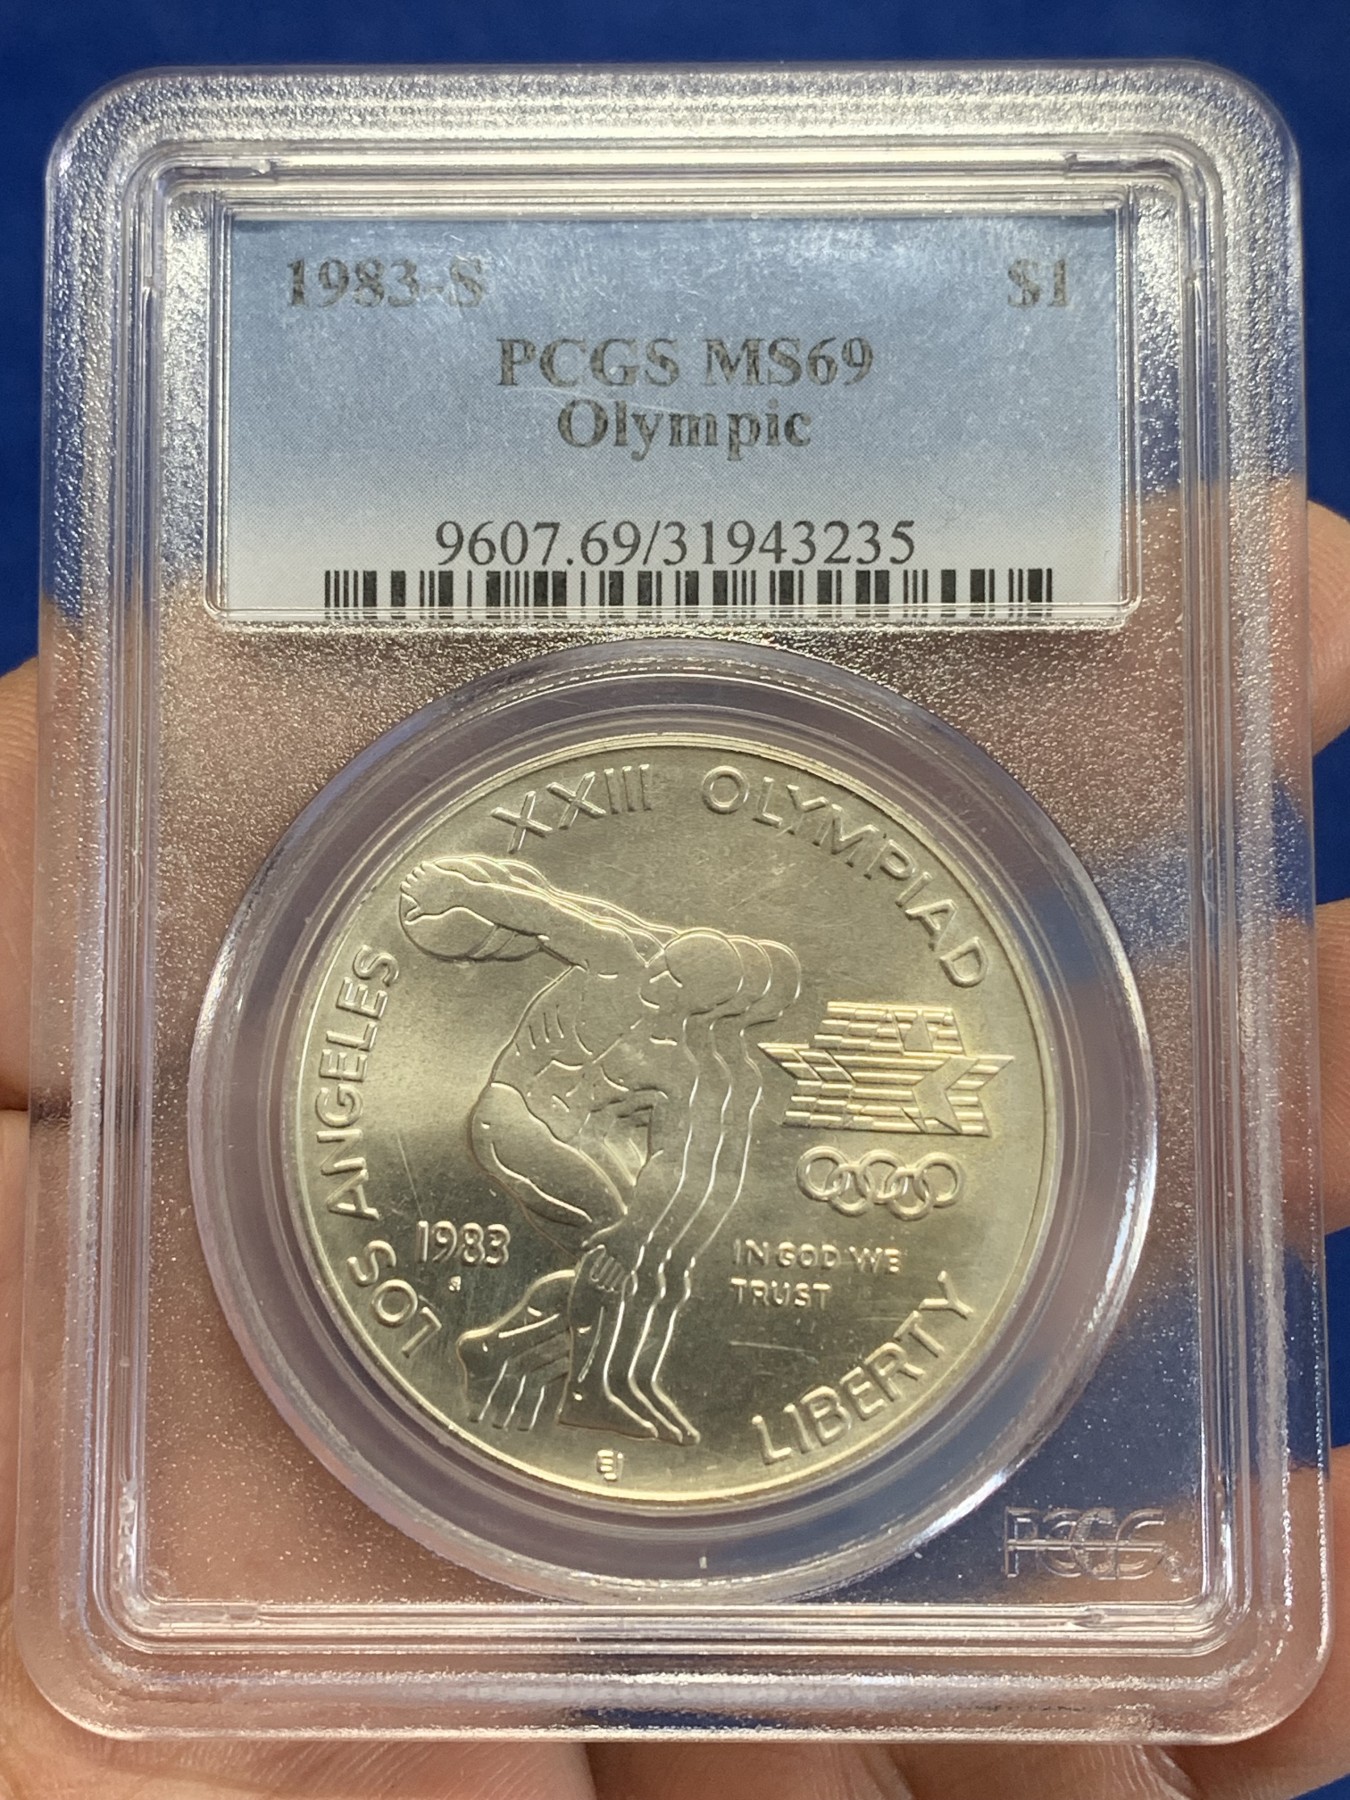 1983-S $1
PCGS MS69
Olympic
9607.69/31943235
XXIII OLYMPIAD
LOS ANGELES
1983
S
IN GOD WE
TRUST
LIBERTY
EJ
PCGS